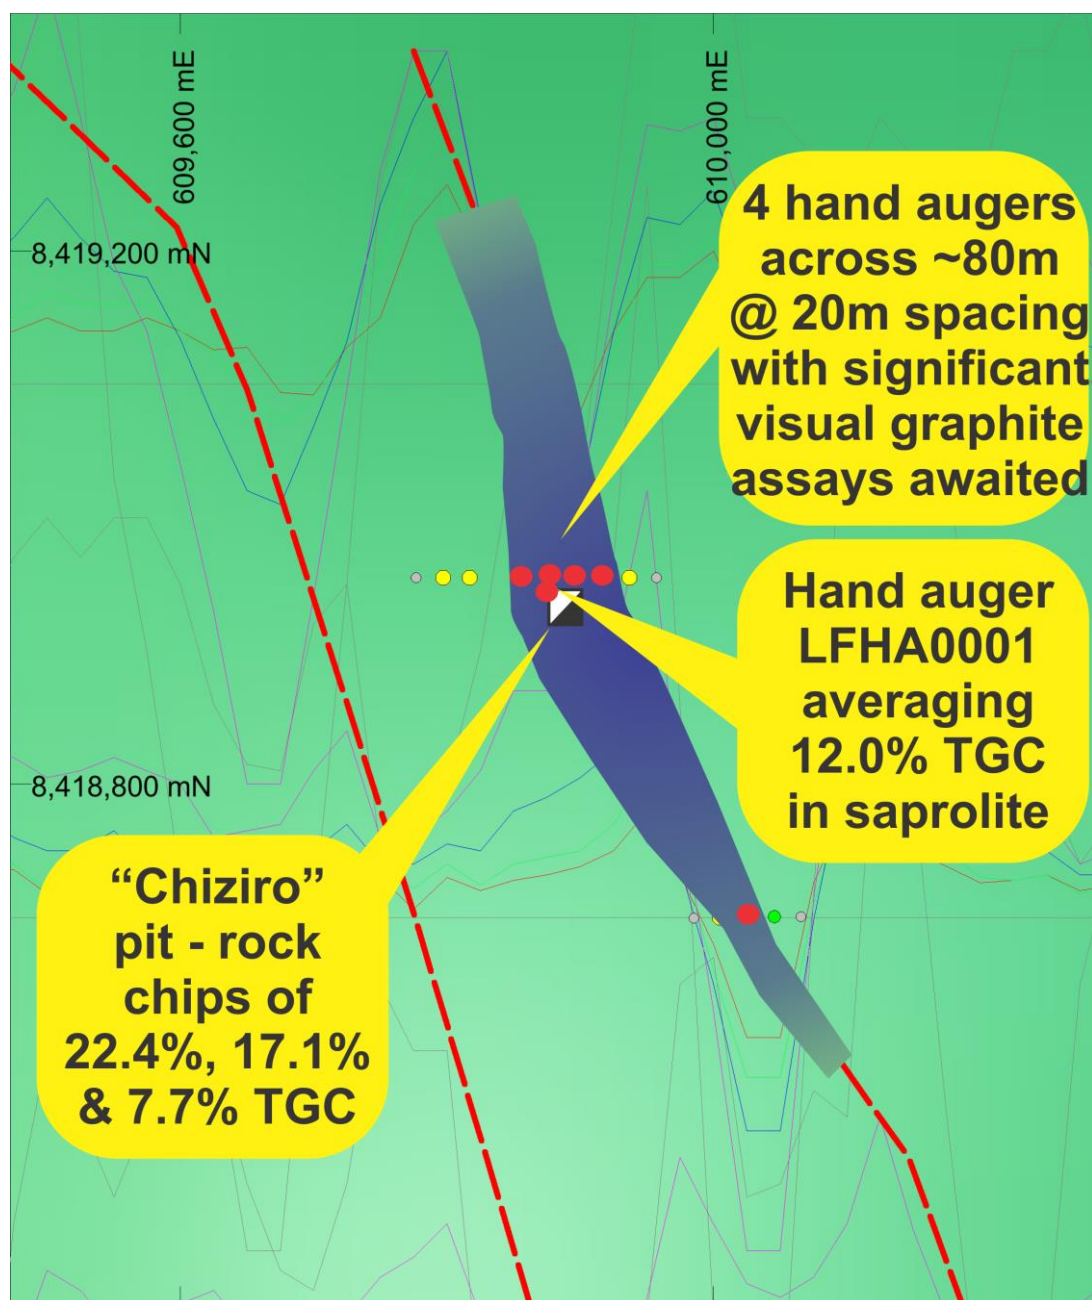 609,600 mE
610,000 mE
8,419,200 mN
4 hand augers
across ~80m
@ 20m spacing
with significant
visual graphite
assays awaited
Hand auger
LFHA0001
averaging
12.0% TGC
in saprolite
8,418,800 mN
“Chiziro”
pit - rock
chips of
22.4%, 17.1%
& 7.7% TGC